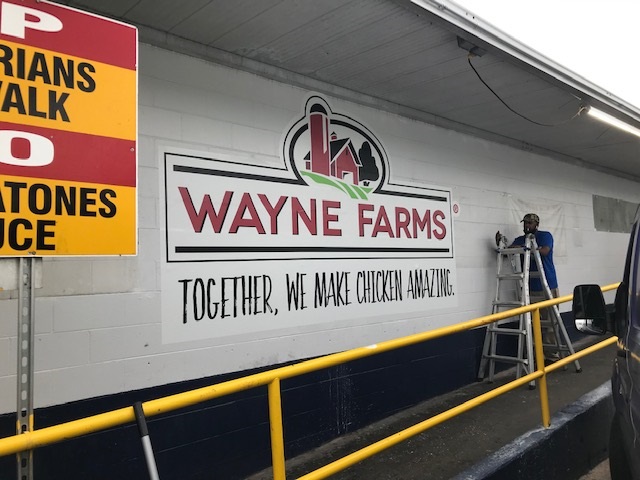 P
RIANS
ALK
O
ATONES
UCE
WAYNE FARMS®
TOGETHER, WE MAKE CHICKEN AMAZING.